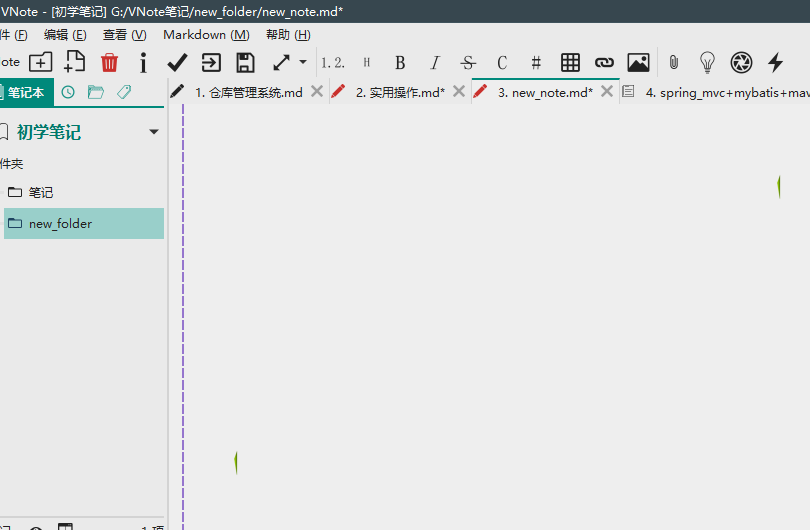 VNote - [初学笔记] G:/VNote笔记/new_folder/new_note.md*
件 (F) 编辑 (E) 查看 (V) Markdown (M) 帮助 (H)
ote 1. 2. H B I S C #
笔记本 1. 仓库管理系统.md 2. 实用操作.md* 3. new_note.md* 4. spring_mvc+mybatis+mav
初学笔记
件夹
笔记
new_folder